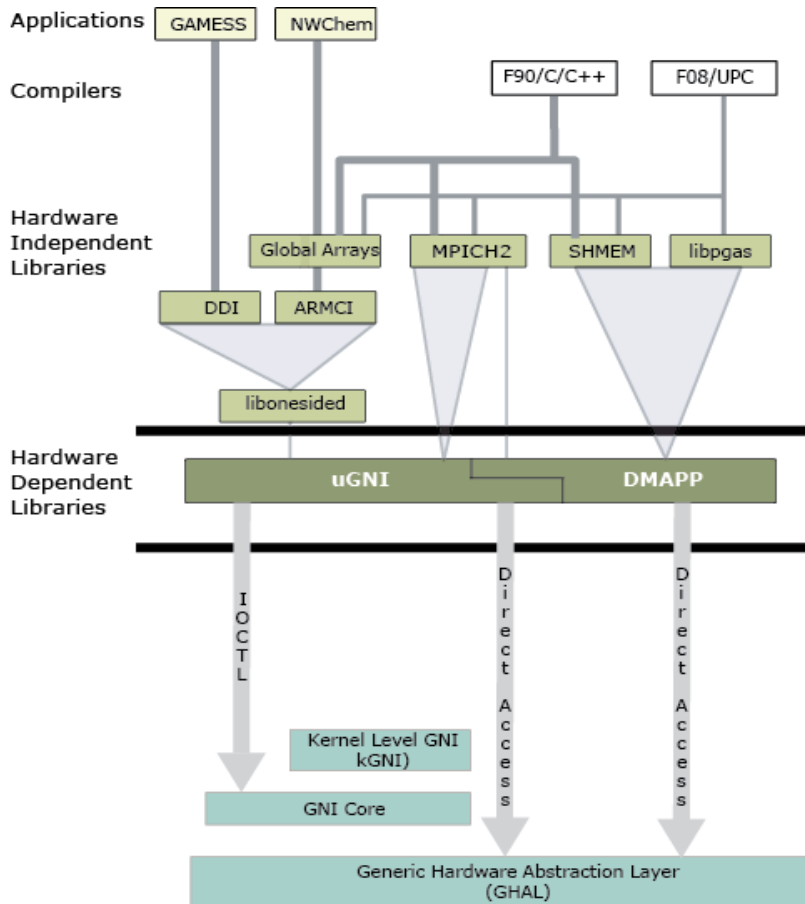 Applications
GAMESS
NWChem
Compilers
F90/C/C++
F08/UPC
Hardware
Independent
Libraries
Global Arrays
MPICH2
SHMEM
libpgas
DDI
ARMCI
libonesided
Hardware
Dependent
Libraries
uGNI
DMAPP
IOCTL
Direct Access
Direct Access
Kernel Level GNI
kGNI)
GNI Core
Generic Hardware Abstraction Layer
(GHAL)